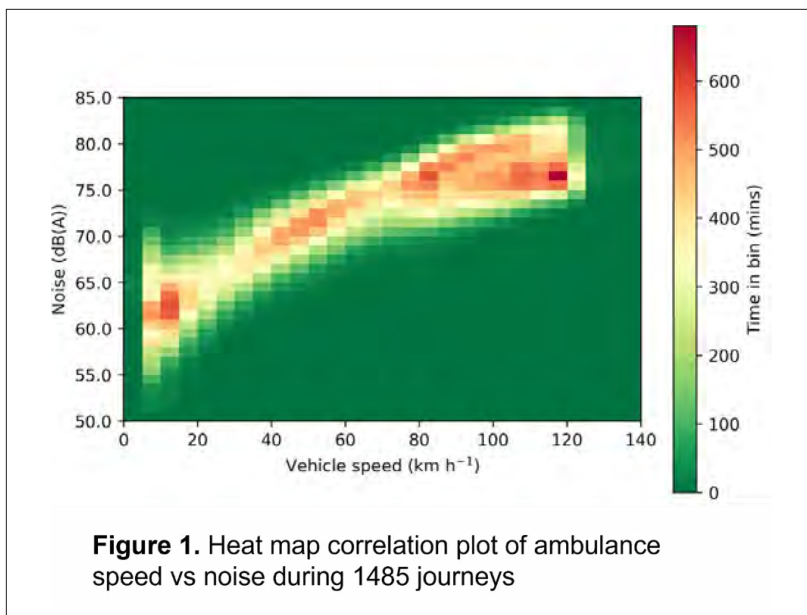 85.0
80.0
75.0
70.0
65.0
60.0
55.0
50.0
Noise (dB(A))
0 20 40 60 80 100 120 140
Vehicle speed (km h⁻¹)
600
500
400
300
200
100
0
Time in bin (mins)
Figure 1. Heat map correlation plot of ambulance
speed vs noise during 1485 journeys